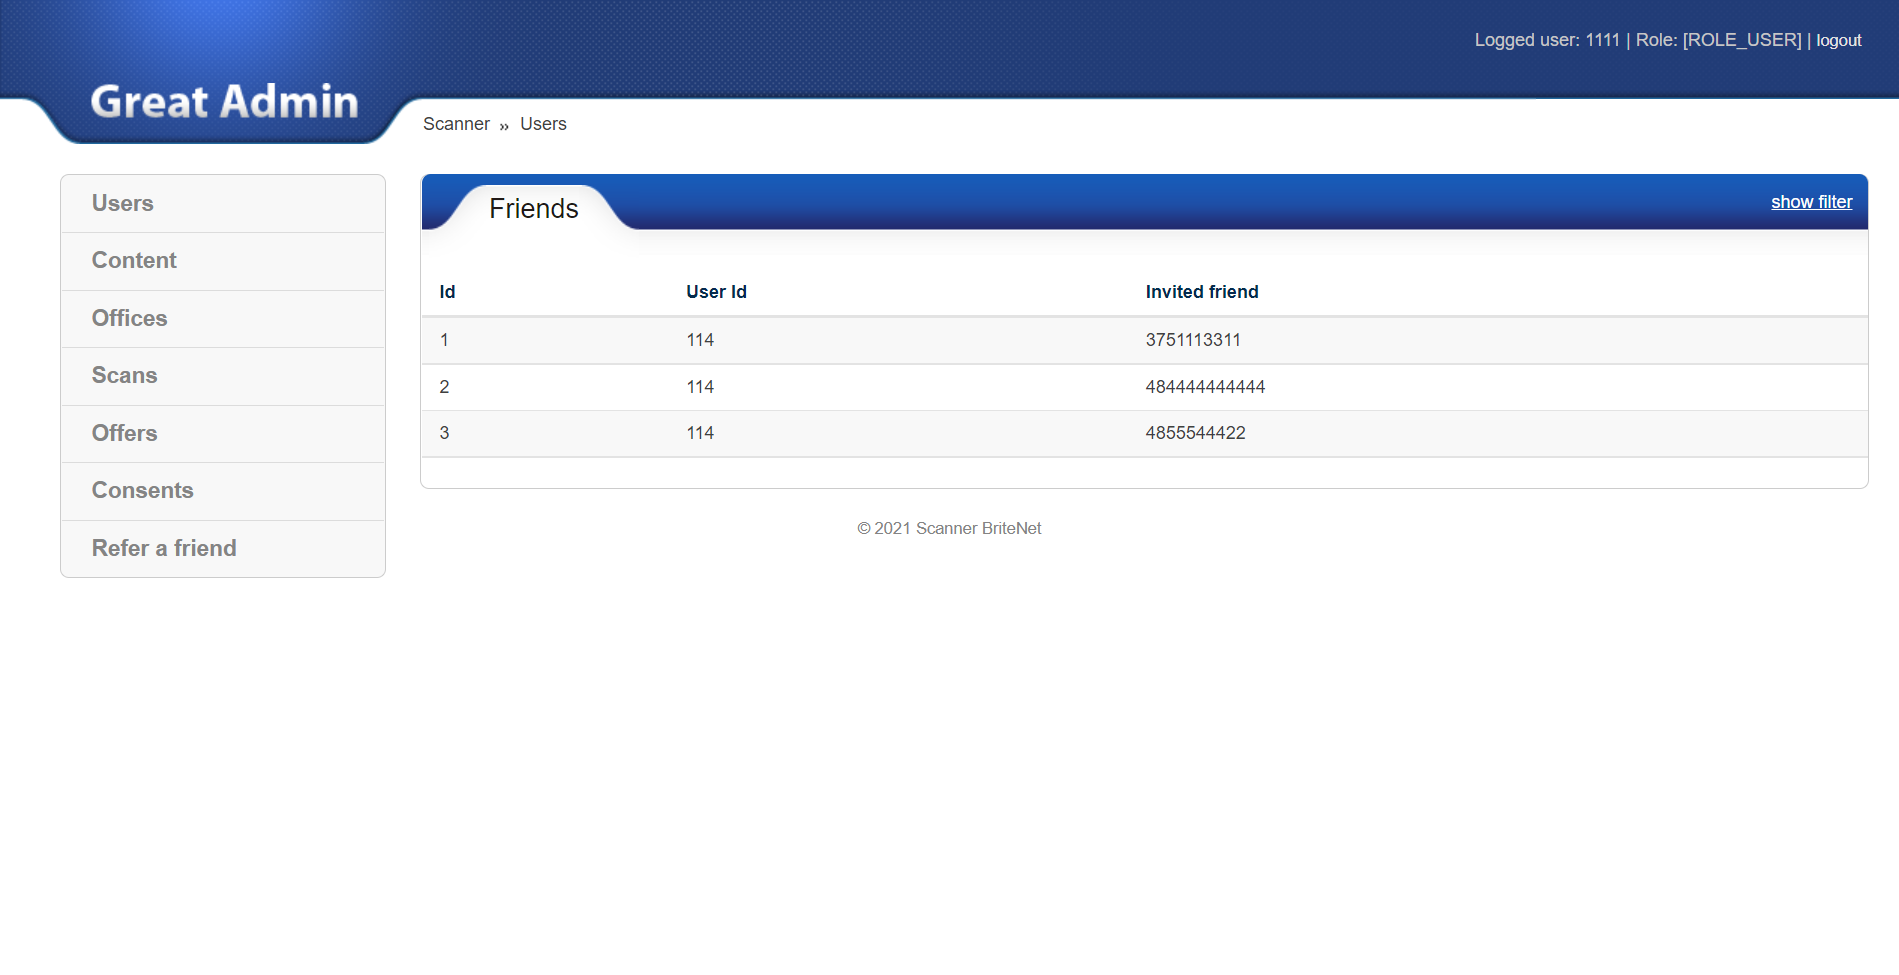 Logged user: 1111 | Role: [ROLE_USER] | logout
Great Admin
Scanner » Users
Users
Content
Offices
Scans
Offers
Consents
Refer a friend
Friends
show filter
Id User Id Invited friend
1 114 3751113311
2 114 484444444444
3 114 4855544422
© 2021 Scanner BriteNet